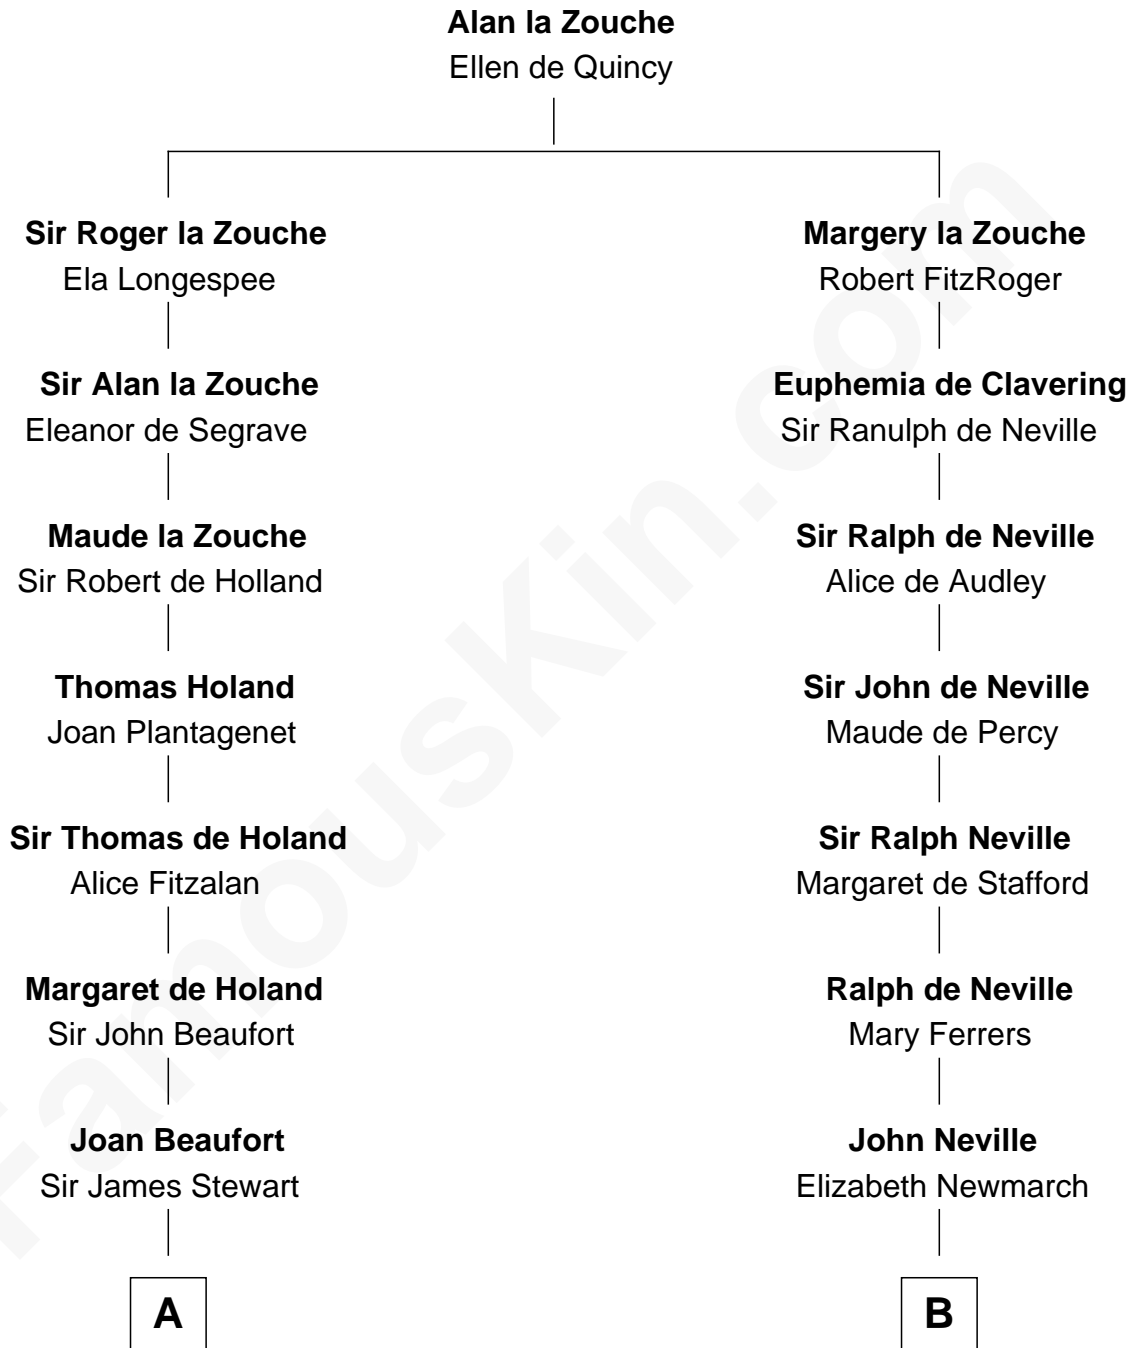 Alan la Zouche
Ellen de Quincy
Sir Roger la Zouche
Ela Longespee
Margery la Zouche
Robert FitzRoger
Sir Alan la Zouche
Eleanor de Segrave
Euphemia de Clavering
Sir Ranulph de Neville
Maude la Zouche
Sir Robert de Holland
Sir Ralph de Neville
Alice de Audley
Thomas Holand
Joan Plantagenet
Sir John de Neville
Maude de Percy
Sir Thomas de Holand
Alice Fitzalan
Sir Ralph Neville
Margaret de Stafford
Margaret de Holand
Sir John Beaufort
Ralph de Neville
Mary Ferrers
Joan Beaufort
Sir James Stewart
John Neville
Elizabeth Newmarch
A
B
FamousKin.com